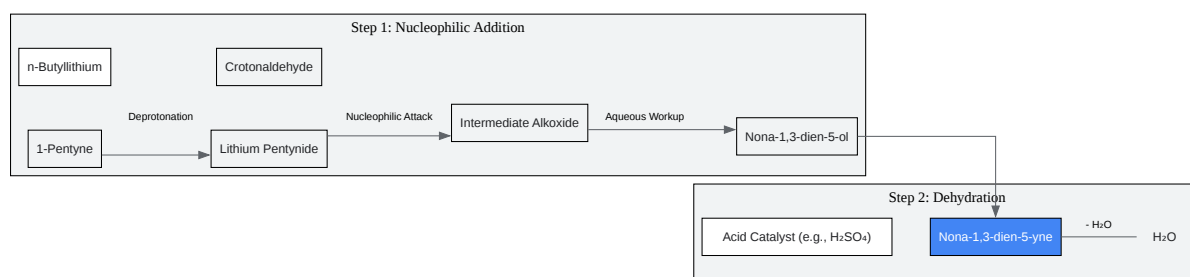 Step 1: Nucleophilic Addition
n-Butyllithium
Crotonaldehyde
Deprotonation
Nucleophilic Attack
Aqueous Workup
1-Pentyne
Lithium Pentynide
Intermediate Alkoxide
Nona-1,3-dien-5-ol
Step 2: Dehydration
Acid Catalyst (e.g., H₂SO₄)
Nona-1,3-dien-5-yne
- H₂O
H₂O